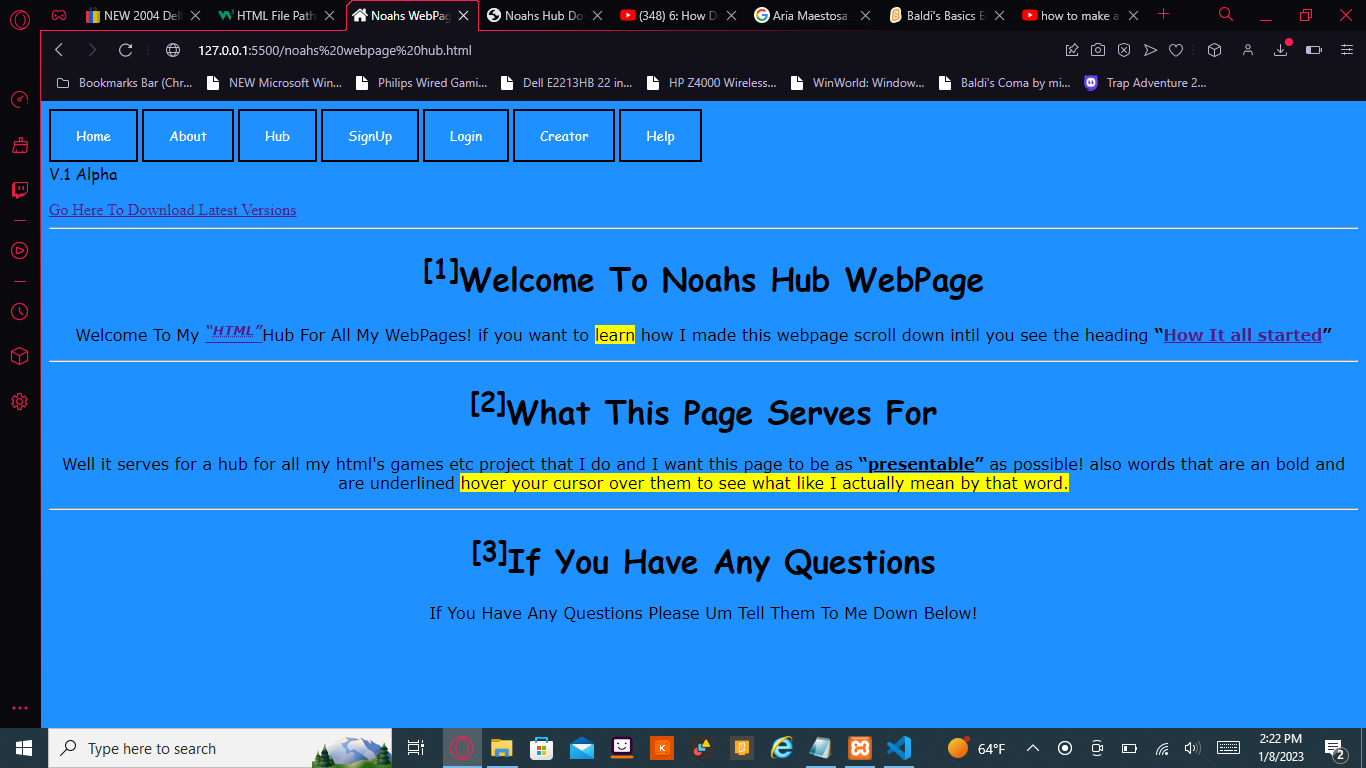 NEW 2004 Dell
HTML File Path
Noahs WebPag
Noahs Hub Do
(348) 6: How D
Aria Maestosa
Baldi's Basics E
how to make a
127.0.0.1:5500/noahs%20webpage%20hub.html
Bookmarks Bar (Chr...
NEW Microsoft Win...
Philips Wired Gami...
Dell E2213HB 22 in...
HP Z4000 Wireless...
WinWorld: Window...
Baldi's Coma by mi...
Trap Adventure 2...
Home About Hub SignUp Login Creator Help
V.1 Alpha
Go Here To Download Latest Versions
[1]Welcome To Noahs Hub WebPage
Welcome To My “HTML”Hub For All My WebPages! if you want to learn how I made this webpage scroll down intil you see the heading “How It all started”
[2]What This Page Serves For
Well it serves for a hub for all my html's games etc project that I do and I want this page to be as “presentable” as possible! also words that are an bold and
are underlined hover your cursor over them to see what like I actually mean by that word.
[3]If You Have Any Questions
If You Have Any Questions Please Um Tell Them To Me Down Below!
Type here to search
64°F
2:22 PM
1/8/2023
2